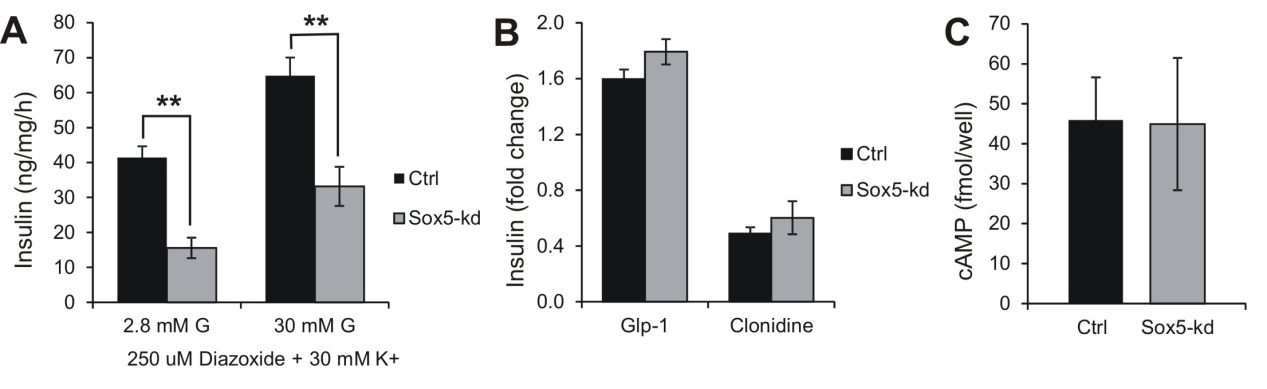 A
Insulin (ng/mg/h)
80
70
60
50
40
30
20
10
0
**
**
2.8 mM G
30 mM G
250 uM Diazoxide + 30 mM K+
Ctrl
Sox5-kd
B
Insulin (fold change)
2.0
1.6
1.2
0.8
0.4
0.0
Glp-1
Clonidine
Ctrl
Sox5-kd
C
cAMP (fmol/well)
70
60
50
40
30
20
10
0
Ctrl
Sox5-kd